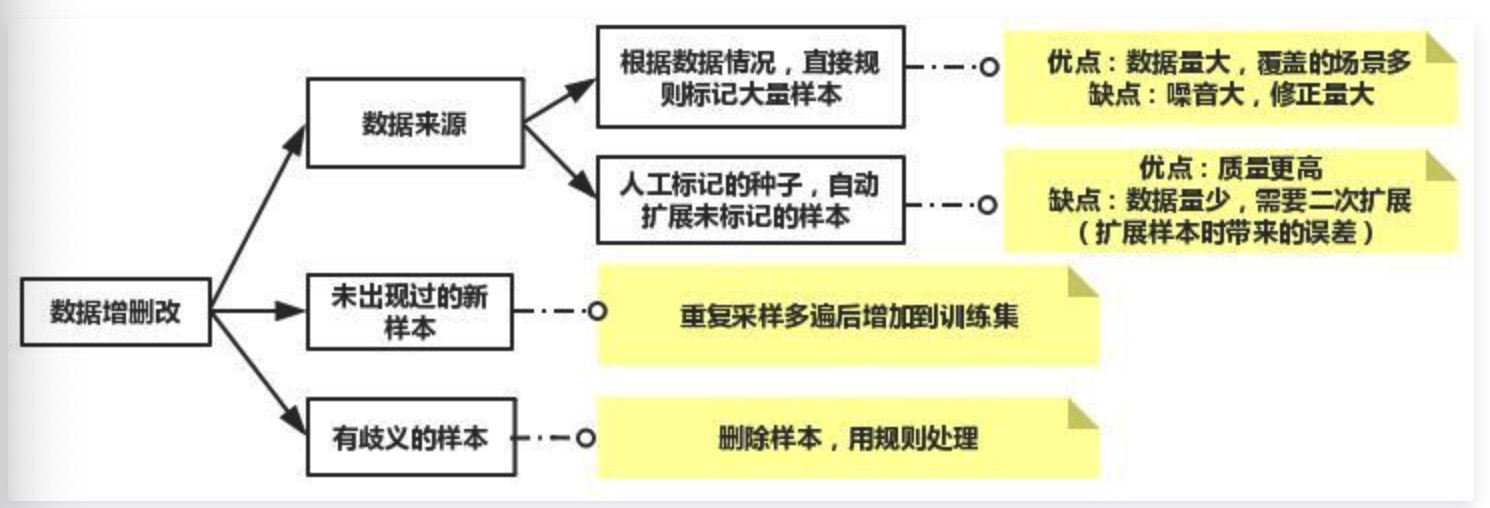 根据数据情况，直接规
则标记大量样本
优点：数据量大，覆盖的场景多
缺点：噪音大，修正量大
数据来源
人工标记的种子，自动
扩展未标记的样本
优点：质量更高
缺点：数据量少，需要二次扩展
（扩展样本时带来的误差）
数据增删改
未出现过的新
样本
重复采样多遍后增加到训练集
有歧义的样本
删除样本，用规则处理